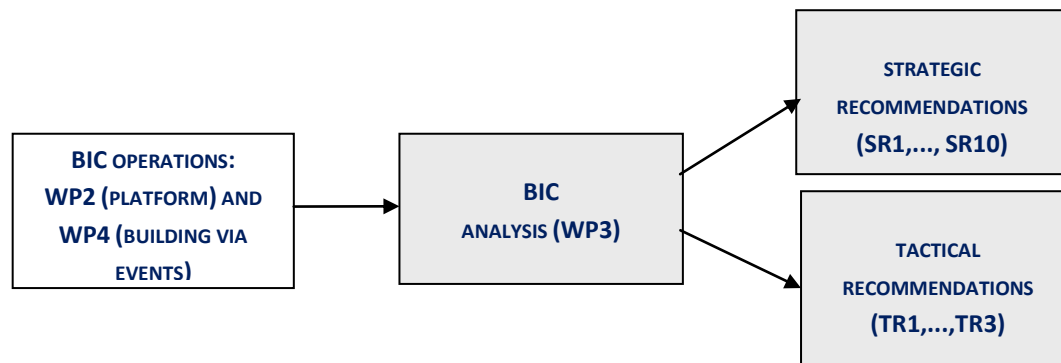 BIC OPERATIONS:
WP2 (PLATFORM) AND
WP4 (BUILDING VIA
EVENTS)
BIC
ANALYSIS (WP3)
STRATEGIC
RECOMMENDATIONS
(SR1,..., SR10)
TACTICAL
RECOMMENDATIONS
(TR1,...,TR3)